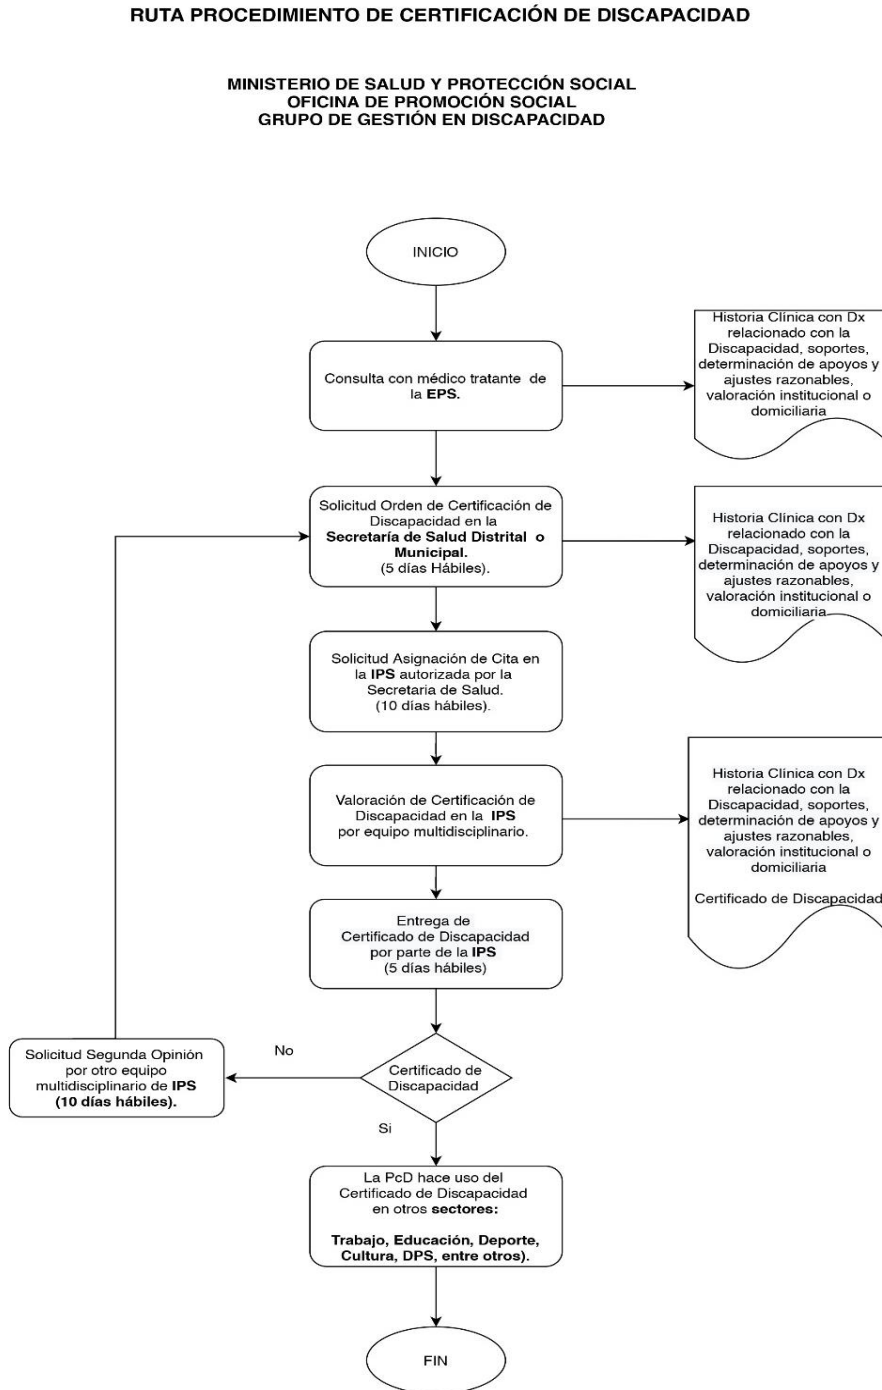 RUTA PROCEDIMIENTO DE CERTIFICACIÓN DE DISCAPACIDAD
MINISTERIO DE SALUD Y PROTECCIÓN SOCIAL
OFICINA DE PROMOCIÓN SOCIAL
GRUPO DE GESTIÓN EN DISCAPACIDAD
INICIO
Consulta con médico tratante de
la EPS.
Historia Clínica con Dx
relacionado con la
Discapacidad, soportes,
determinación de apoyos y
ajustes razonables,
valoración institucional o
domiciliaria
Solicitud Orden de Certificación de
Discapacidad en la
Secretaría de Salud Distrital o
Municipal.
(5 días Hábiles).
Historia Clínica con Dx
relacionado con la
Discapacidad, soportes,
determinación de apoyos y
ajustes razonables,
valoración institucional o
domiciliaria
Solicitud Asignación de Cita en
la IPS autorizada por la
Secretaria de Salud.
(10 días hábiles).
Valoración de Certificación de
Discapacidad en la IPS
por equipo multidisciplinario.
Historia Clínica con Dx
relacionado con la
Discapacidad, soportes,
determinación de apoyos y
ajustes razonables,
valoración institucional o
domiciliaria
Certificado de Discapacidad
Entrega de
Certificado de Discapacidad
por parte de la IPS
(5 días hábiles)
Certificado de
Discapacidad
No
Solicitud Segunda Opinión
por otro equipo
multidisciplinario de IPS
(10 días hábiles).
Si
La PcD hace uso del
Certificado de Discapacidad
en otros sectores:
Trabajo, Educación, Deporte,
Cultura, DPS, entre otros).
FIN